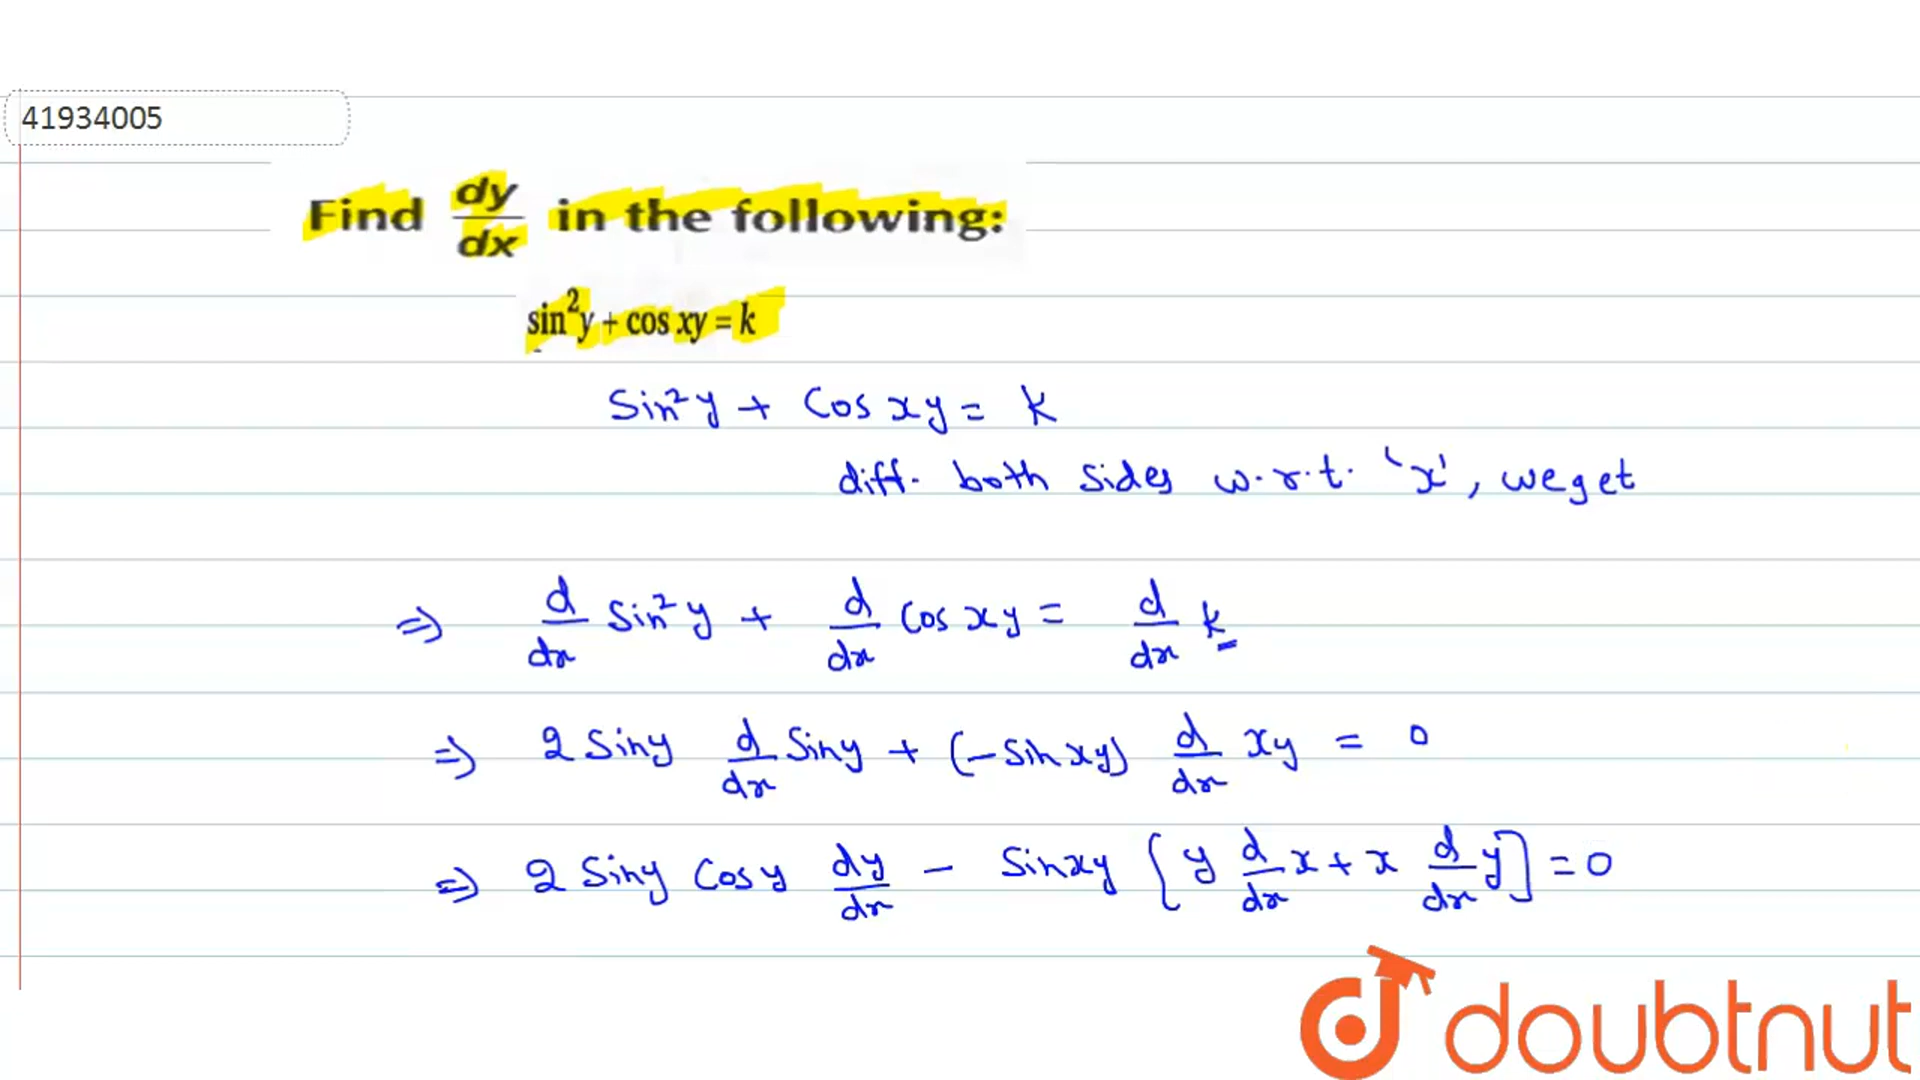 41934005
Find dy/dx in the following:
sin²y + cos xy = k
Sin²y + Cos xy = k
diff. both sides w.r.t. 'x', we get
⇒ d/dx Sin²y + d/dx Cos xy = d/dx k
⇒ 2 Siny d/dx Siny + (-Sin xy) d/dx xy = 0
⇒ 2 Siny Cosy dy/dx - Sinxy [y d/dx x + x d/dx y] = 0
doubtnut